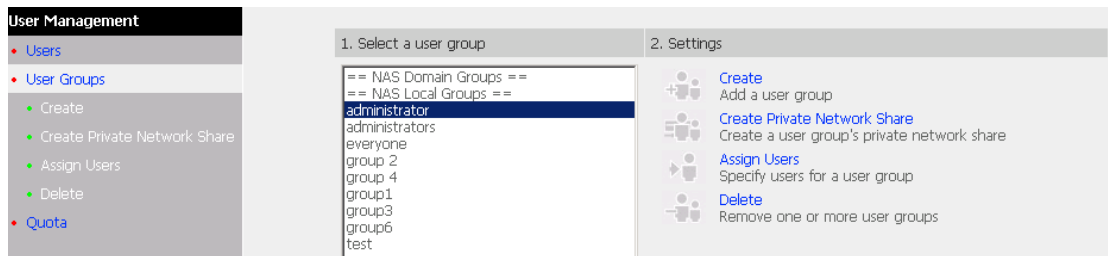 User Management
Users
User Groups
Create
Create Private Network Share
Assign Users
Delete
Quota
1. Select a user group
== NAS Domain Groups ==
== NAS Local Groups ==
administrator
administrators
everyone
group 2
group 4
group1
group3
group6
test
2. Settings
Create
Add a user group
Create Private Network Share
Create a user group's private network share
Assign Users
Specify users for a user group
Delete
Remove one or more user groups